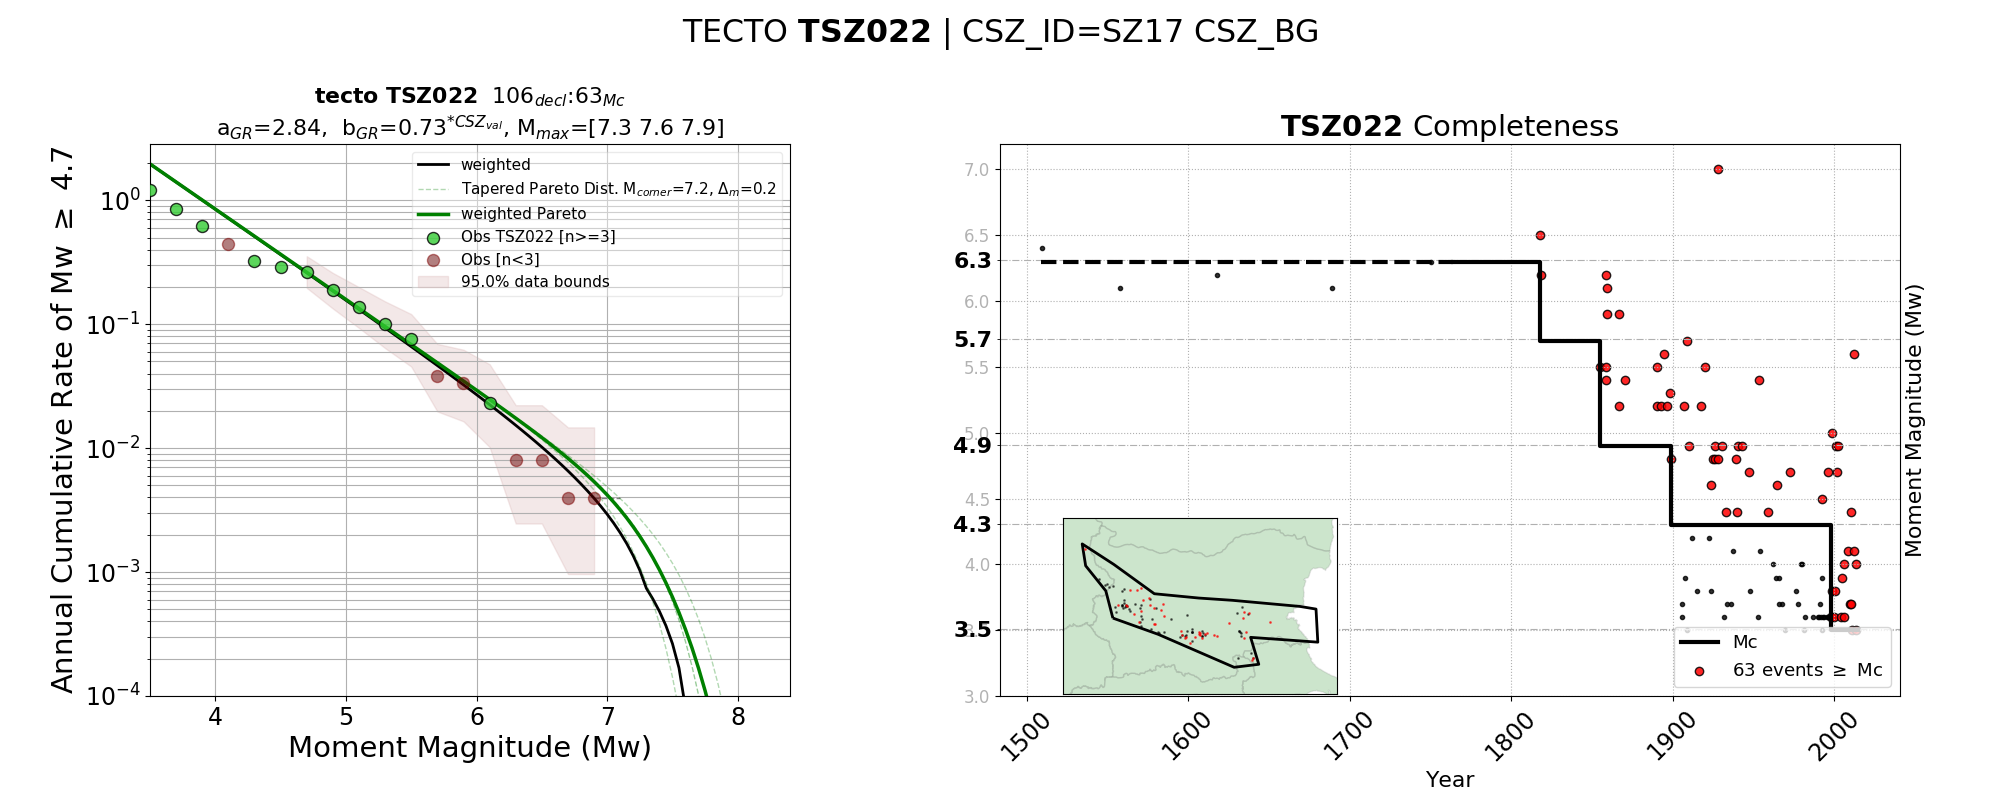 TECTO TSZ022 | CSZ_ID=SZ17 CSZ_BG
tecto TSZ022 106decl:63Mc
aGR=2.84, bGR=0.73*CSZval, Mmax=[7.3 7.6 7.9]
Annual Cumulative Rate of Mw ≥ 4.7
10^0
10^-1
10^-2
10^-3
10^-4
weighted
Tapered Pareto Dist. Mcorner=7.2, Δm=0.2
weighted Pareto
Obs TSZ022 [n>=3]
Obs [n<3]
95.0% data bounds
4 5 6 7 8
Moment Magnitude (Mw)
TSZ022 Completeness
7.0
6.5
6.3
6.0
5.7
5.5
5.0
4.9
4.5
4.3
4.0
3.5
3.0
Moment Magnitude (Mw)
Mc
63 events ≥ Mc
1500 1600 1700 1800 1900 2000
Year